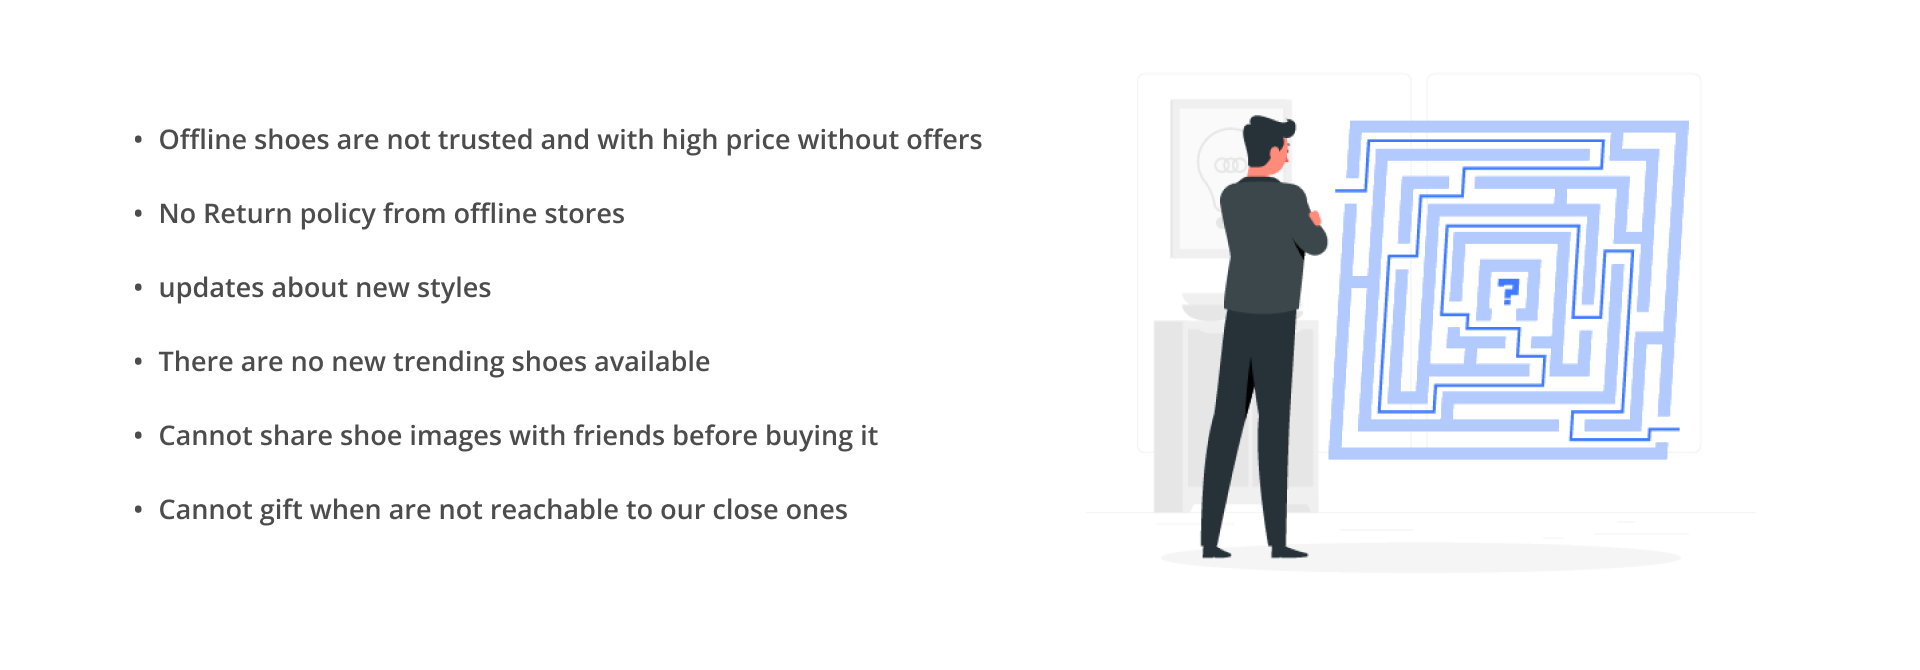 • Offline shoes are not trusted and with high price without offers
• No Return policy from offline stores
• updates about new styles
• There are no new trending shoes available
• Cannot share shoe images with friends before buying it
• Cannot gift when are not reachable to our close ones
?